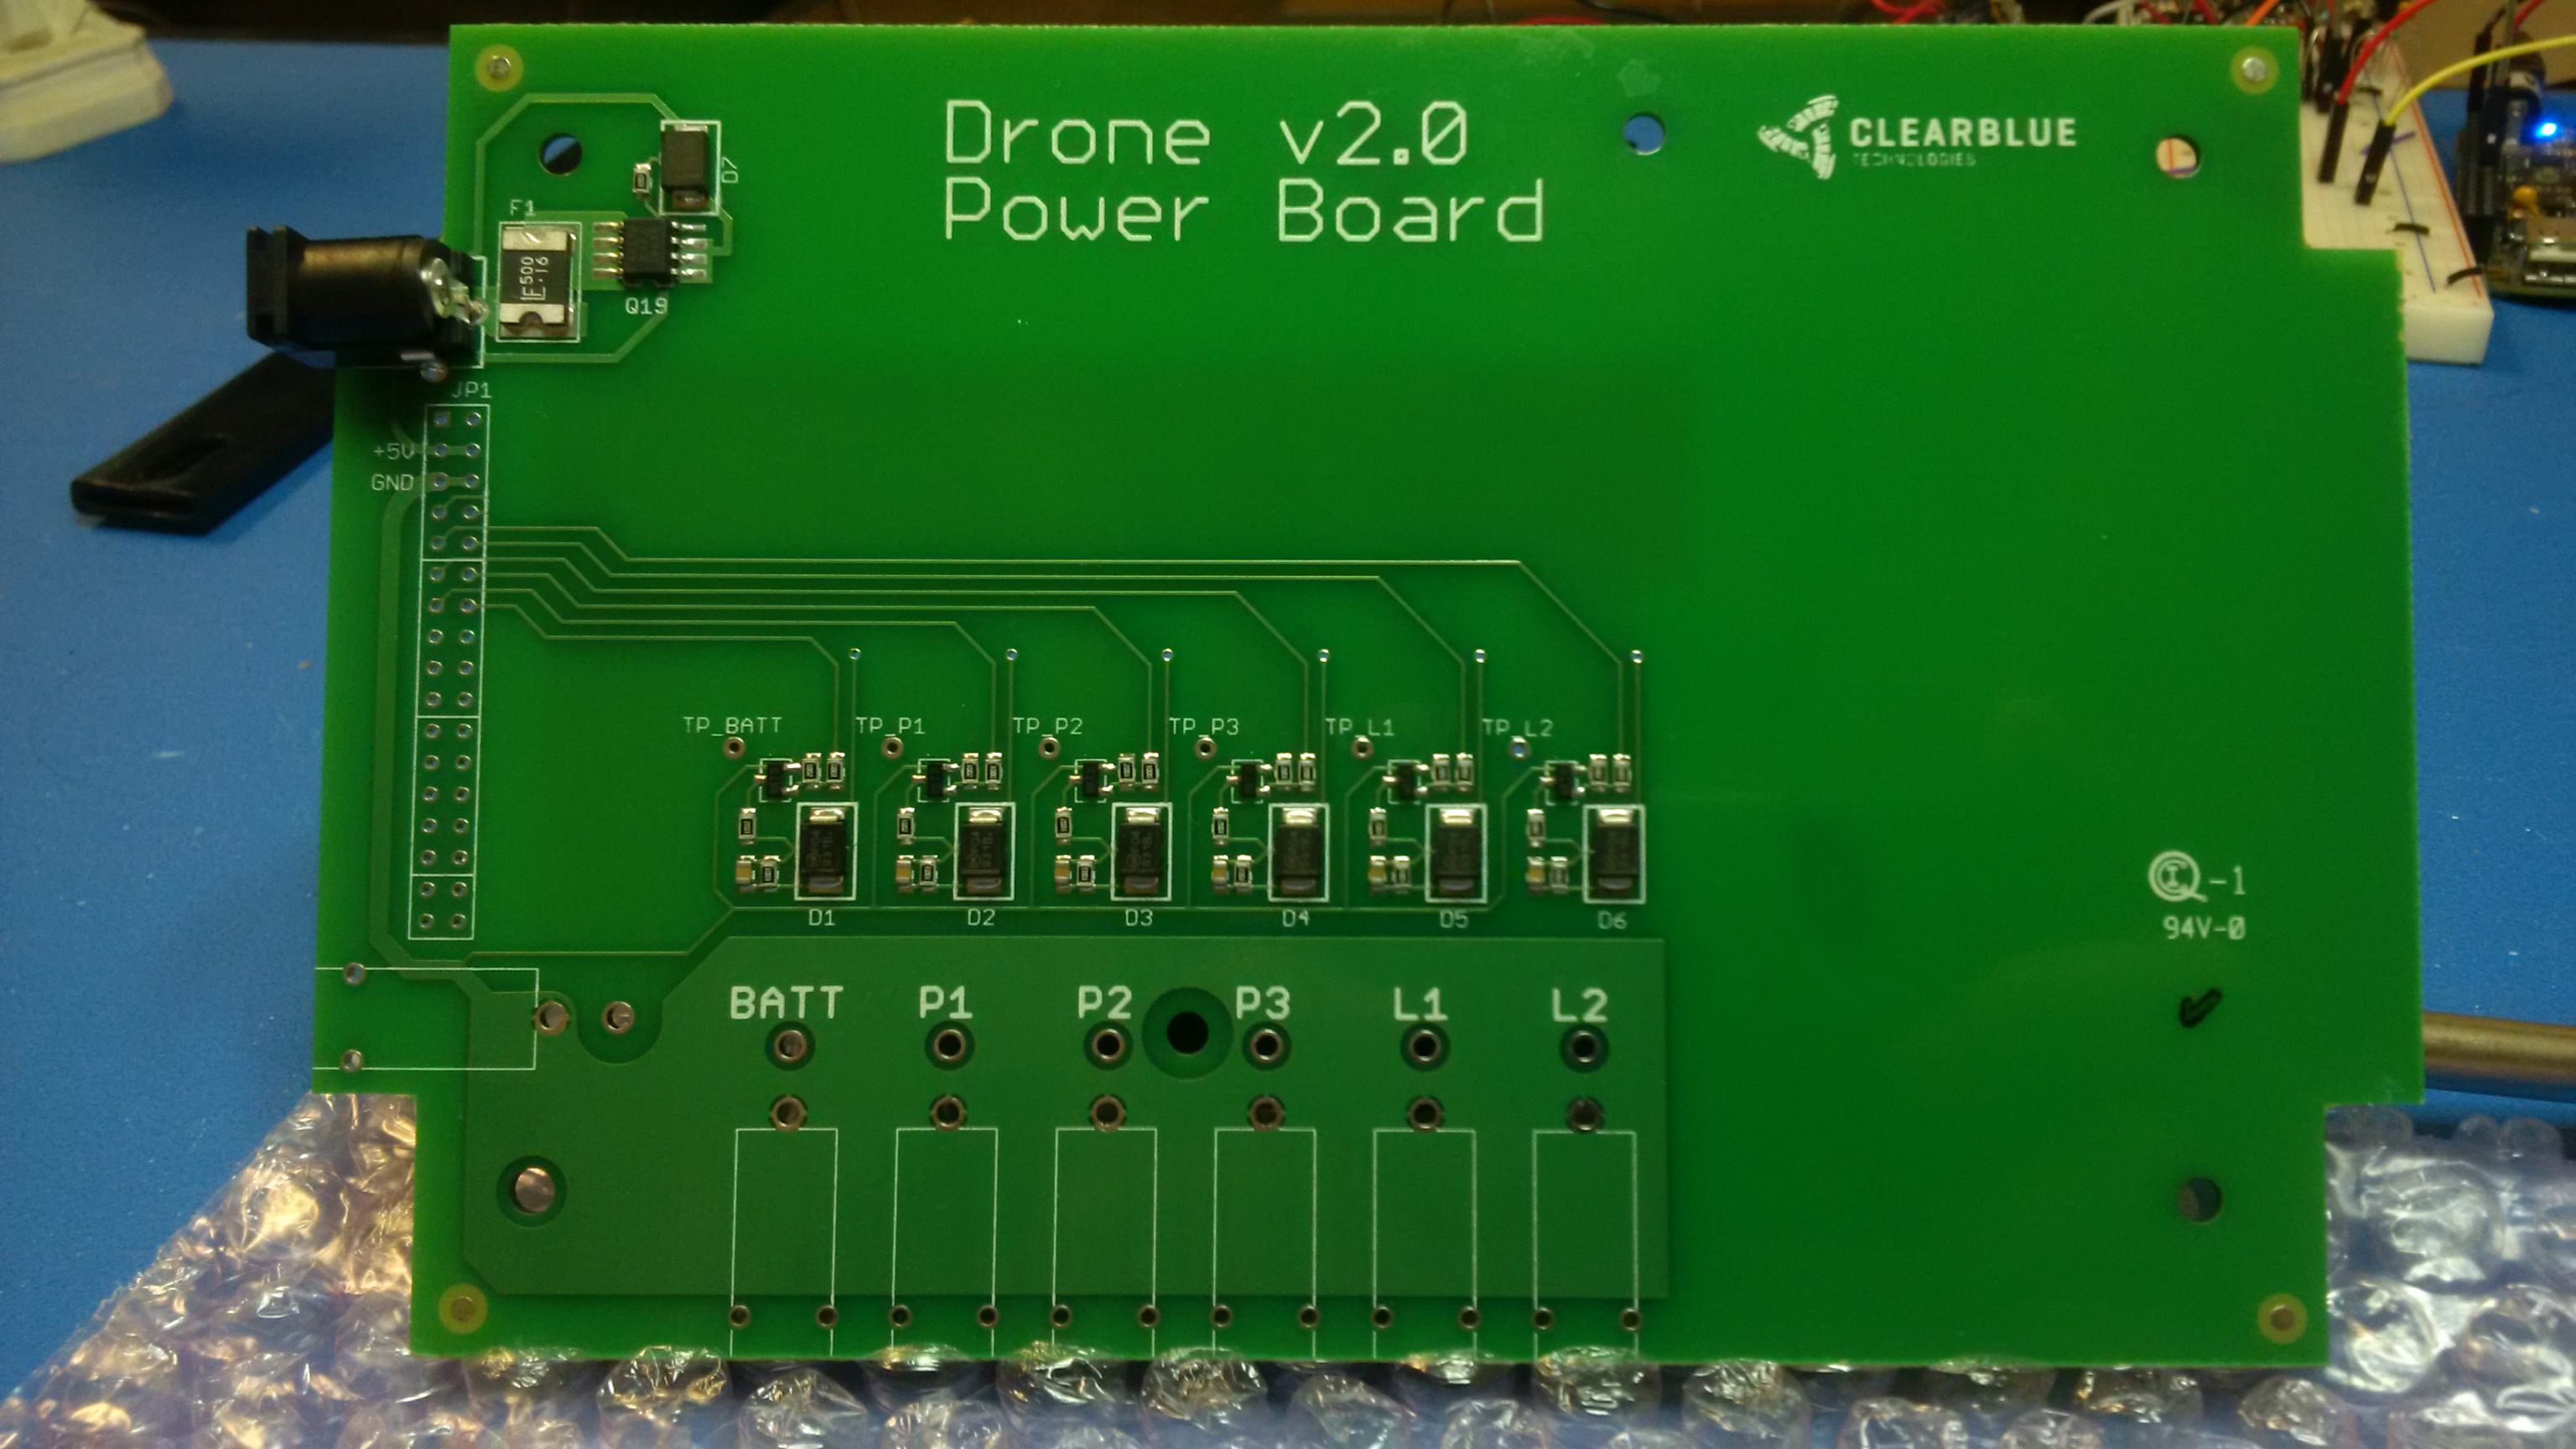 Drone v2.0
Power Board
CLEARBLUE
TECHNOLOGIES
D7
F1
F500
.16
Q19
JP1
+5V
GND
TP_BATT
TP_P1
TP_P2
TP_P3
TP_L1
TP_L2
D1
D2
D3
D4
D5
D6
BATT
P1
P2
P3
L1
L2
-1
94V-0